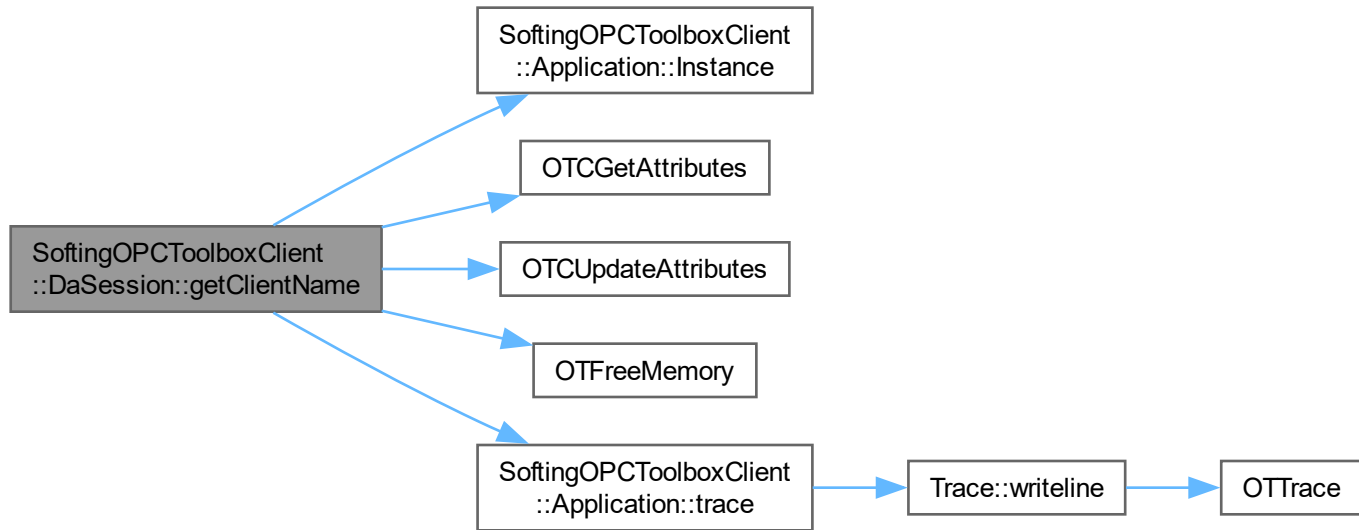 SoftingOPCToolboxClient
::Application::Instance
OTCGetAttributes
SoftingOPCToolboxClient
::DaSession::getClientName
OTCUpdateAttributes
OTFreeMemory
SoftingOPCToolboxClient
::Application::trace
Trace::writeline
OTTrace